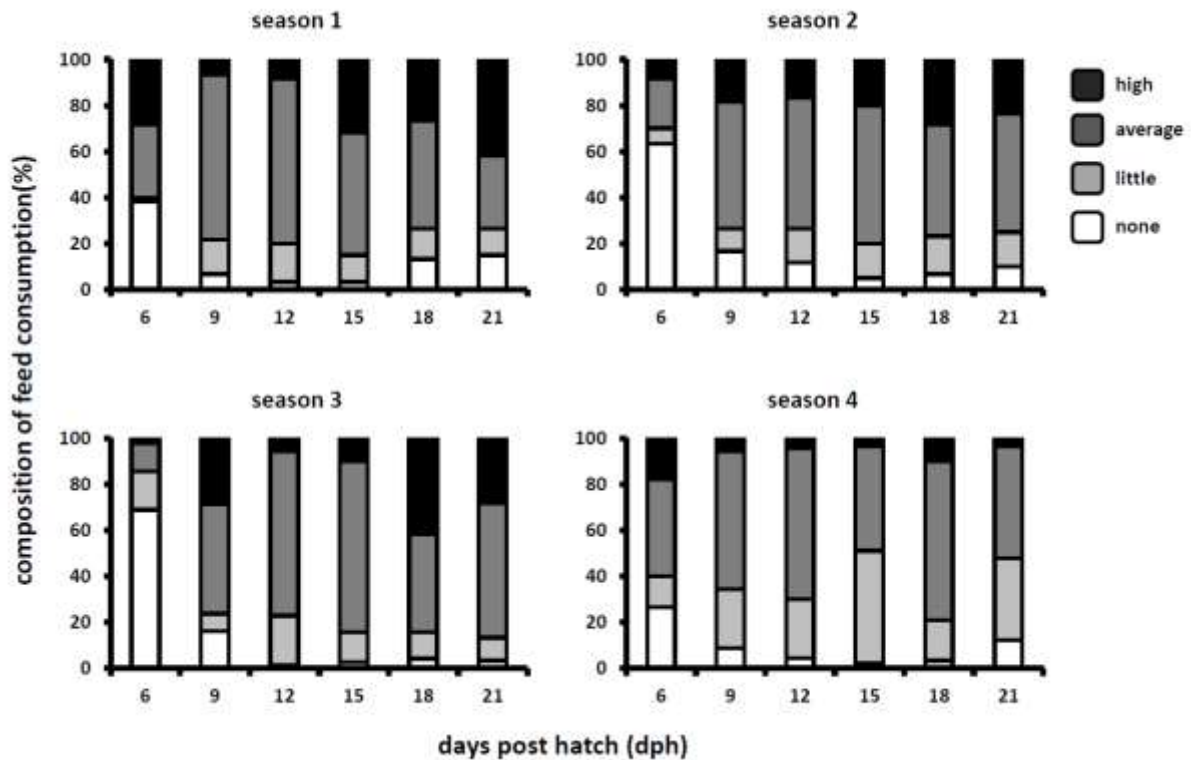 season 1
season 2
100
80
60
40
20
0
6 9 12 15 18 21
100
80
60
40
20
0
6 9 12 15 18 21
high
average
little
none
composition of feed consumption(%)
season 3
season 4
100
80
60
40
20
0
6 9 12 15 18 21
100
80
60
40
20
0
6 9 12 15 18 21
days post hatch (dph)